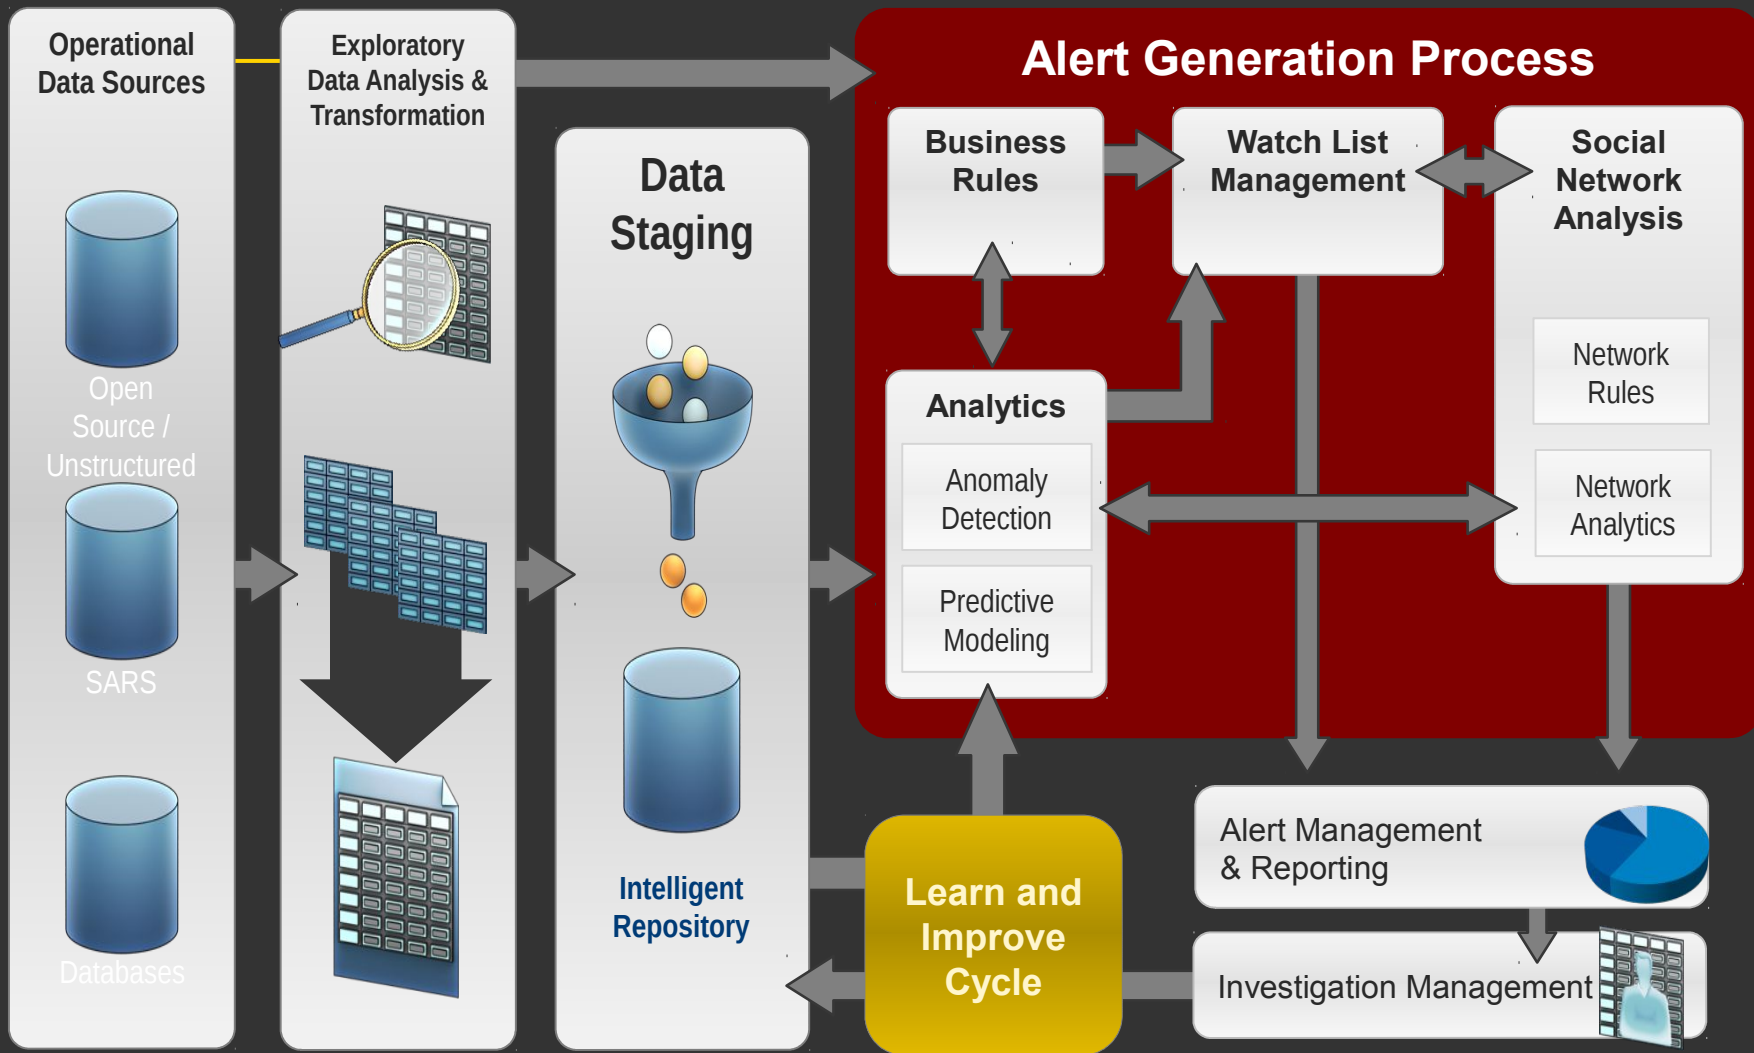 Operational
Data Sources
Open
Source /
Unstructured
SARS
Databases
Exploratory
Data Analysis &
Transformation
Data
Staging
Intelligent
Repository
Alert Generation Process
Business
Rules
Watch List
Management
Social
Network
Analysis
Network
Rules
Network
Analytics
Analytics
Anomaly
Detection
Predictive
Modeling
Learn and
Improve
Cycle
Alert Management
& Reporting
Investigation Management